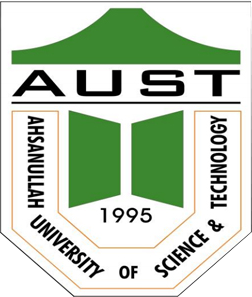 AUST
1995
AHSANULLAH UNIVERSITY OF SCIENCE & TECHNOLOGY